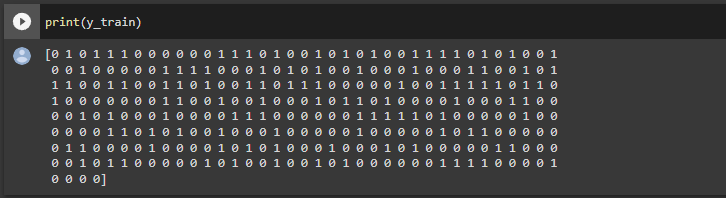 print(y_train)
[0 1 0 1 1 1 0 0 0 0 0 0 1 1 1 0 1 0 0 1 0 1 0 1 0 0 1 1 1 1 0 1 0 1 0 0 1
0 0 1 0 0 0 0 0 1 1 1 1 0 0 0 1 0 1 0 1 0 0 1 0 0 0 1 0 0 0 1 1 0 0 1 0 1
1 1 0 0 1 1 0 0 1 1 0 1 0 0 1 1 0 1 1 1 0 0 0 0 0 1 0 0 1 1 1 1 1 0 1 1 0
1 0 0 0 0 0 0 0 1 1 0 0 1 0 0 1 0 0 0 1 0 1 1 0 1 0 0 0 0 1 0 0 0 1 1 0 0
0 0 1 0 1 0 0 1 0 0 0 0 1 1 1 0 0 0 0 0 0 1 1 1 1 1 0 1 0 0 0 0 0 1 0 0
0 0 0 0 1 1 0 1 0 1 0 0 1 0 0 0 1 0 0 0 0 0 1 0 0 0 0 0 1 0 1 1 0 0 0 0 0
0 1 1 0 0 0 0 1 0 0 0 0 1 0 1 0 1 0 0 0 1 0 0 0 1 0 1 0 0 0 0 0 1 1 0 0 0
0 0 1 0 1 1 0 0 0 0 0 1 0 1 0 0 1 0 0 1 0 1 0 0 0 0 0 0 1 1 1 1 0 0 0 0 1
0 0 0 0]